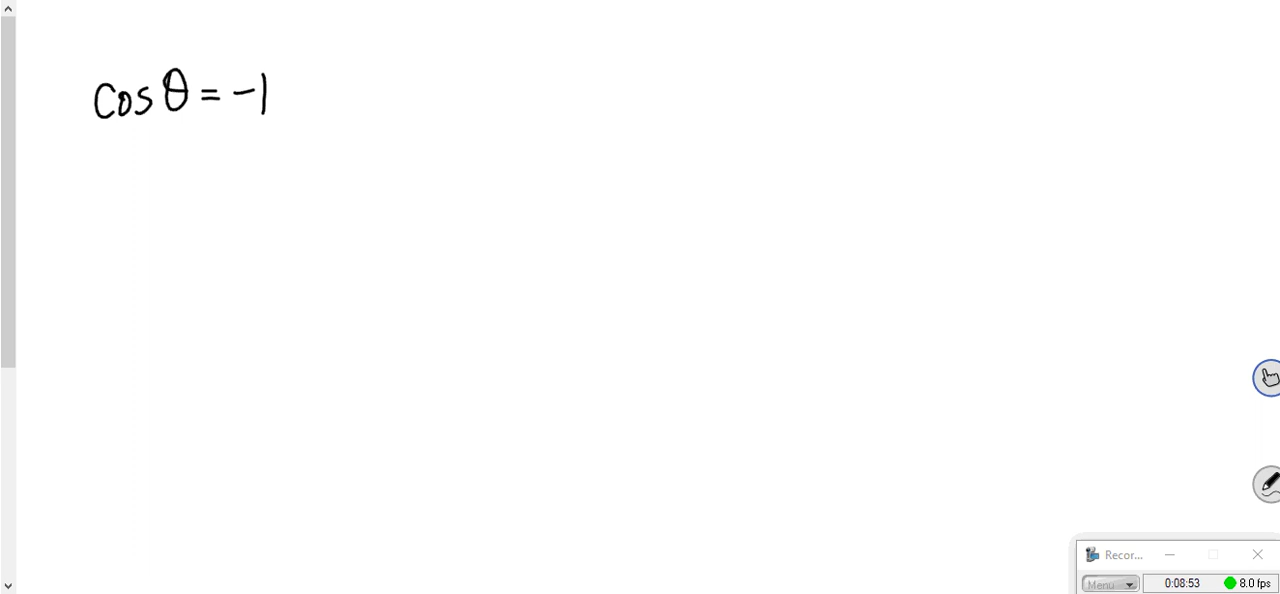 cos θ = -1
Recor...
Menu
0:08:53
8.0 fps